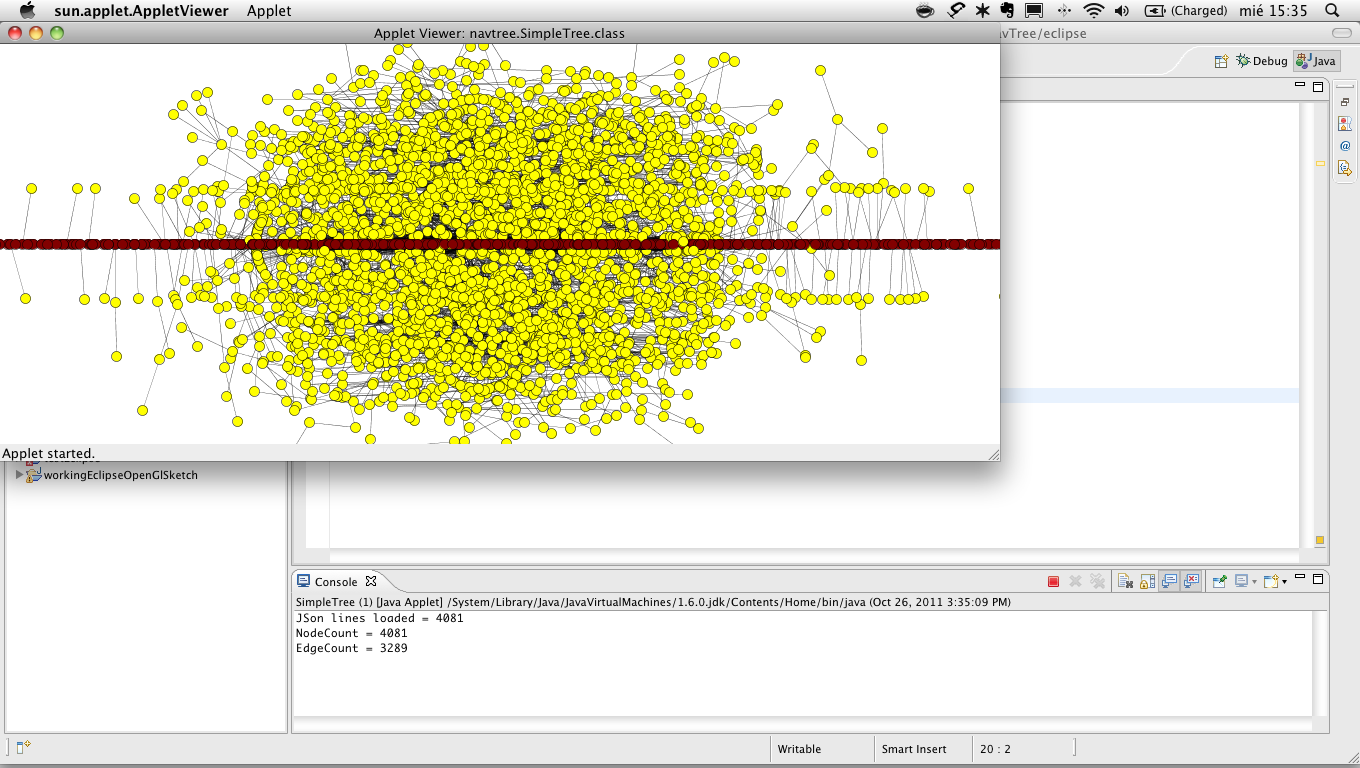 sun.applet.AppletViewer Applet (Charged) mié 15:35
Applet Viewer: navtree.SimpleTree.class
vTree/eclipse
Debug Java
Applet started.
workingEclipseOpenGlSketch
Console
SimpleTree (1) [Java Applet] /System/Library/Java/JavaVirtualMachines/1.6.0.jdk/Contents/Home/bin/java (Oct 26, 2011 3:35:09 PM)
JSon lines loaded = 4081
NodeCount = 4081
EdgeCount = 3289
Writable Smart Insert 20 : 2